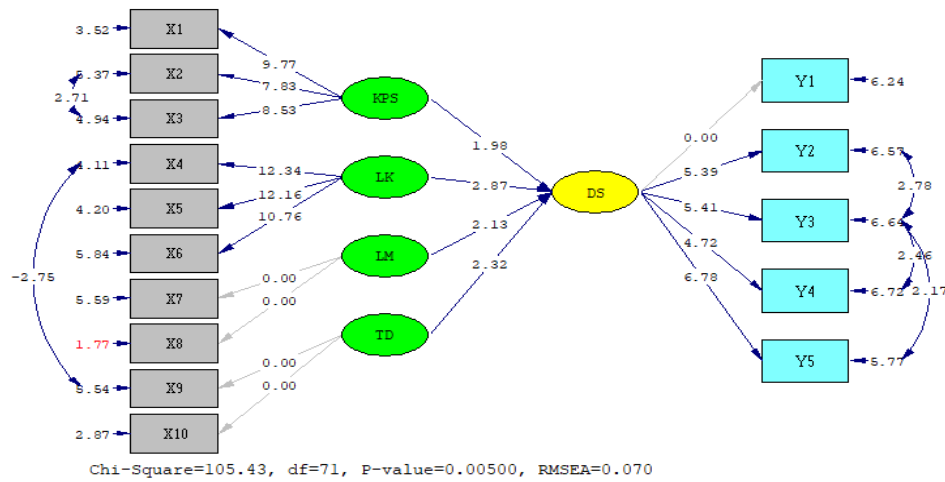 3.52 X1
9.77
5.37 X2
7.83
2.71
4.94 X3
8.53
KPS
1.98
4.11 X4
12.34
LK
2.87
4.20 X5
12.16
5.84 X6
10.76
-2.75
5.59 X7
0.00
LM
2.13
1.77 X8
0.00
TD
2.32
X9
0.00
2.87 X10
0.00
DS
0.00
Y1 6.24
5.39
Y2 6.57
2.78
5.41
Y3 6.64
2.46
4.72
Y4 6.72
2.17
6.78
Y5 5.77
Chi-Square=105.43, df=71, P-value=0.00500, RMSEA=0.070